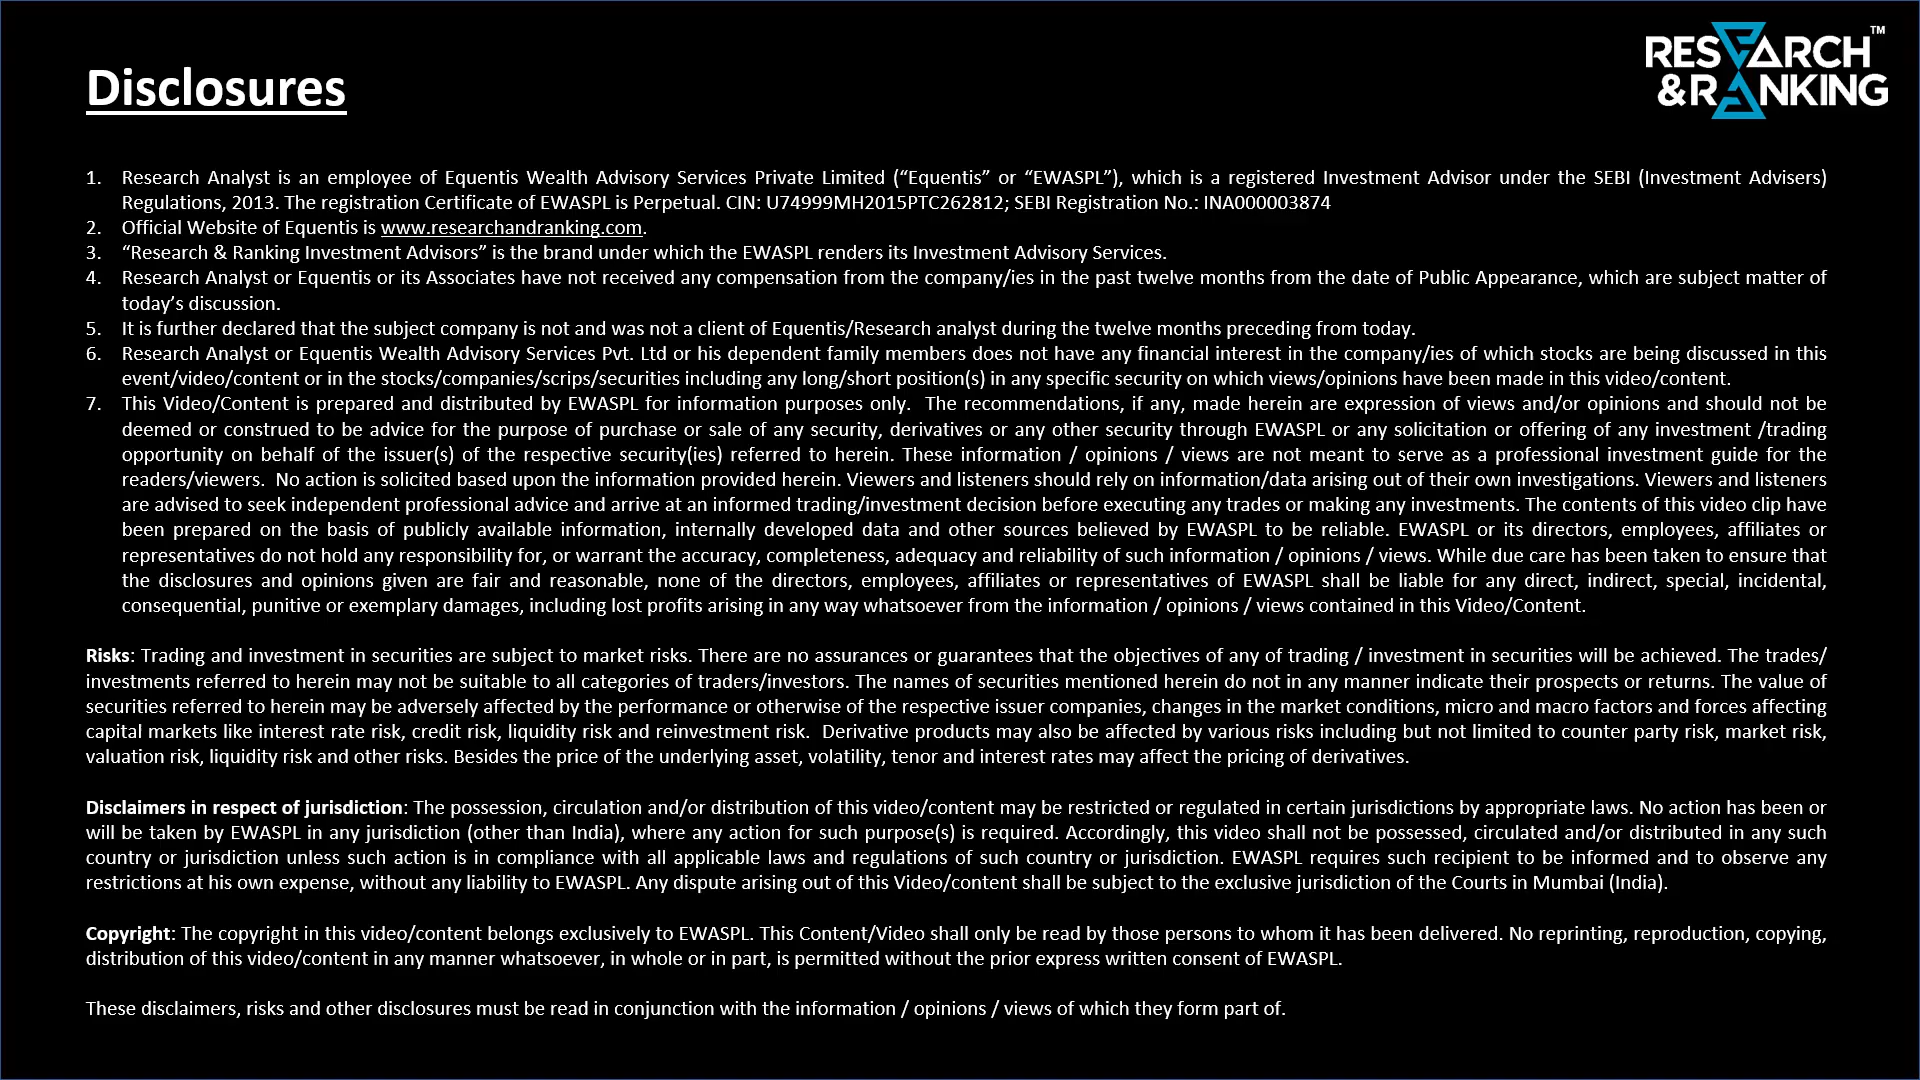 RESEARCH™
&RANKING
Disclosures
1. Research Analyst is an employee of Equentis Wealth Advisory Services Private Limited (“Equentis” or “EWASPL”), which is a registered Investment Advisor under the SEBI (Investment Advisers)
Regulations, 2013. The registration Certificate of EWASPL is Perpetual. CIN: U74999MH2015PTC262812; SEBI Registration No.: INA000003874
2. Official Website of Equentis is www.researchandranking.com.
3. “Research & Ranking Investment Advisors” is the brand under which the EWASPL renders its Investment Advisory Services.
4. Research Analyst or Equentis or its Associates have not received any compensation from the company/ies in the past twelve months from the date of Public Appearance, which are subject matter of
today’s discussion.
5. It is further declared that the subject company is not and was not a client of Equentis/Research analyst during the twelve months preceding from today.
6. Research Analyst or Equentis Wealth Advisory Services Pvt. Ltd or his dependent family members does not have any financial interest in the company/ies of which stocks are being discussed in this
event/video/content or in the stocks/companies/scrips/securities including any long/short position(s) in any specific security on which views/opinions have been made in this video/content.
7. This Video/Content is prepared and distributed by EWASPL for information purposes only.  The recommendations, if any, made herein are expression of views and/or opinions and should not be
deemed or construed to be advice for the purpose of purchase or sale of any security, derivatives or any other security through EWASPL or any solicitation or offering of any investment /trading
opportunity on behalf of the issuer(s) of the respective security(ies) referred to herein. These information / opinions / views are not meant to serve as a professional investment guide for the
readers/viewers.  No action is solicited based upon the information provided herein. Viewers and listeners should rely on information/data arising out of their own investigations. Viewers and listeners
are advised to seek independent professional advice and arrive at an informed trading/investment decision before executing any trades or making any investments. The contents of this video clip have
been prepared on the basis of publicly available information, internally developed data and other sources believed by EWASPL to be reliable. EWASPL or its directors, employees, affiliates or
representatives do not hold any responsibility for, or warrant the accuracy, completeness, adequacy and reliability of such information / opinions / views. While due care has been taken to ensure that
the disclosures and opinions given are fair and reasonable, none of the directors, employees, affiliates or representatives of EWASPL shall be liable for any direct, indirect, special, incidental,
consequential, punitive or exemplary damages, including lost profits arising in any way whatsoever from the information / opinions / views contained in this Video/Content.
Risks: Trading and investment in securities are subject to market risks. There are no assurances or guarantees that the objectives of any of trading / investment in securities will be achieved. The trades/
investments referred to herein may not be suitable to all categories of traders/investors. The names of securities mentioned herein do not in any manner indicate their prospects or returns. The value of
securities referred to herein may be adversely affected by the performance or otherwise of the respective issuer companies, changes in the market conditions, micro and macro factors and forces affecting
capital markets like interest rate risk, credit risk, liquidity risk and reinvestment risk.  Derivative products may also be affected by various risks including but not limited to counter party risk, market risk,
valuation risk, liquidity risk and other risks. Besides the price of the underlying asset, volatility, tenor and interest rates may affect the pricing of derivatives.
Disclaimers in respect of jurisdiction: The possession, circulation and/or distribution of this video/content may be restricted or regulated in certain jurisdictions by appropriate laws. No action has been or
will be taken by EWASPL in any jurisdiction (other than India), where any action for such purpose(s) is required. Accordingly, this video shall not be possessed, circulated and/or distributed in any such
country or jurisdiction unless such action is in compliance with all applicable laws and regulations of such country or jurisdiction. EWASPL requires such recipient to be informed and to observe any
restrictions at his own expense, without any liability to EWASPL. Any dispute arising out of this Video/content shall be subject to the exclusive jurisdiction of the Courts in Mumbai (India).
Copyright: The copyright in this video/content belongs exclusively to EWASPL. This Content/Video shall only be read by those persons to whom it has been delivered. No reprinting, reproduction, copying,
distribution of this video/content in any manner whatsoever, in whole or in part, is permitted without the prior express written consent of EWASPL.
These disclaimers, risks and other disclosures must be read in conjunction with the information / opinions / views of which they form part of.